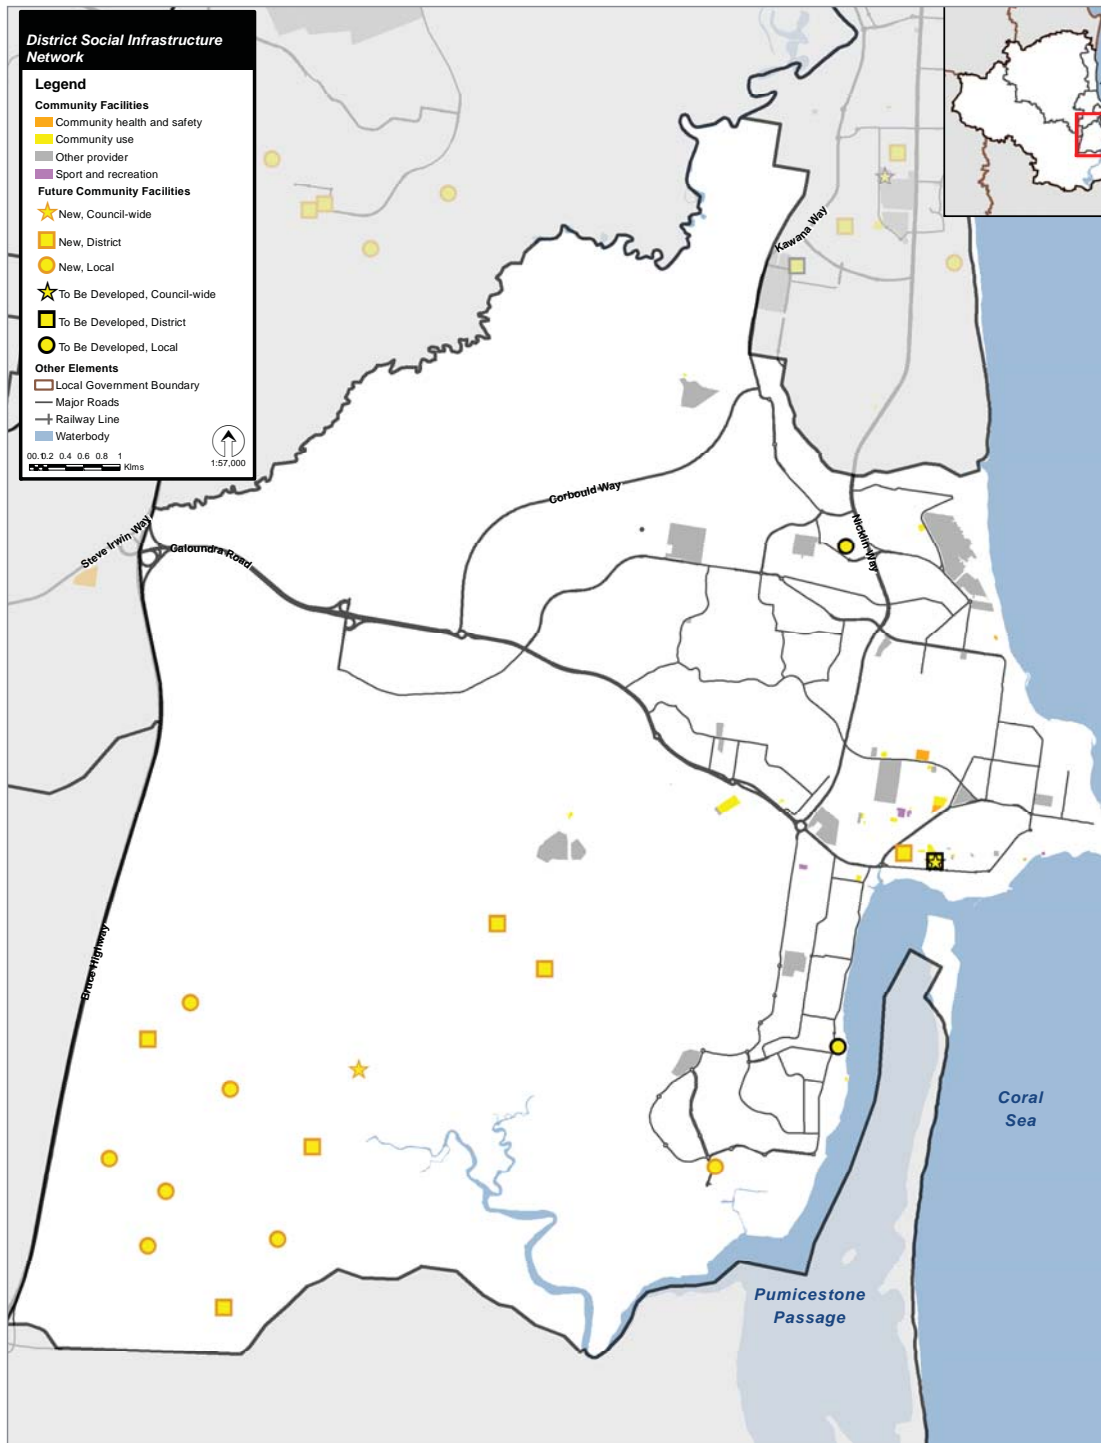 District Social Infrastructure
Network
Legend
Community Facilities
Community health and safety
Community use
Other provider
Sport and recreation
Future Community Facilities
New, Council-wide
New, District
New, Local
To Be Developed, Council-wide
To Be Developed, District
To Be Developed, Local
Other Elements
Local Government Boundary
Major Roads
Railway Line
Waterbody
00.10.2 0.4 0.6 0.8 1
Klms
1:57,000
Kawana Way
Corbould Way
Nicklin Way
Steve Irwin Way
Caloundra Road
Bruce Highway
Coral
Sea
Pumicestone
Passage